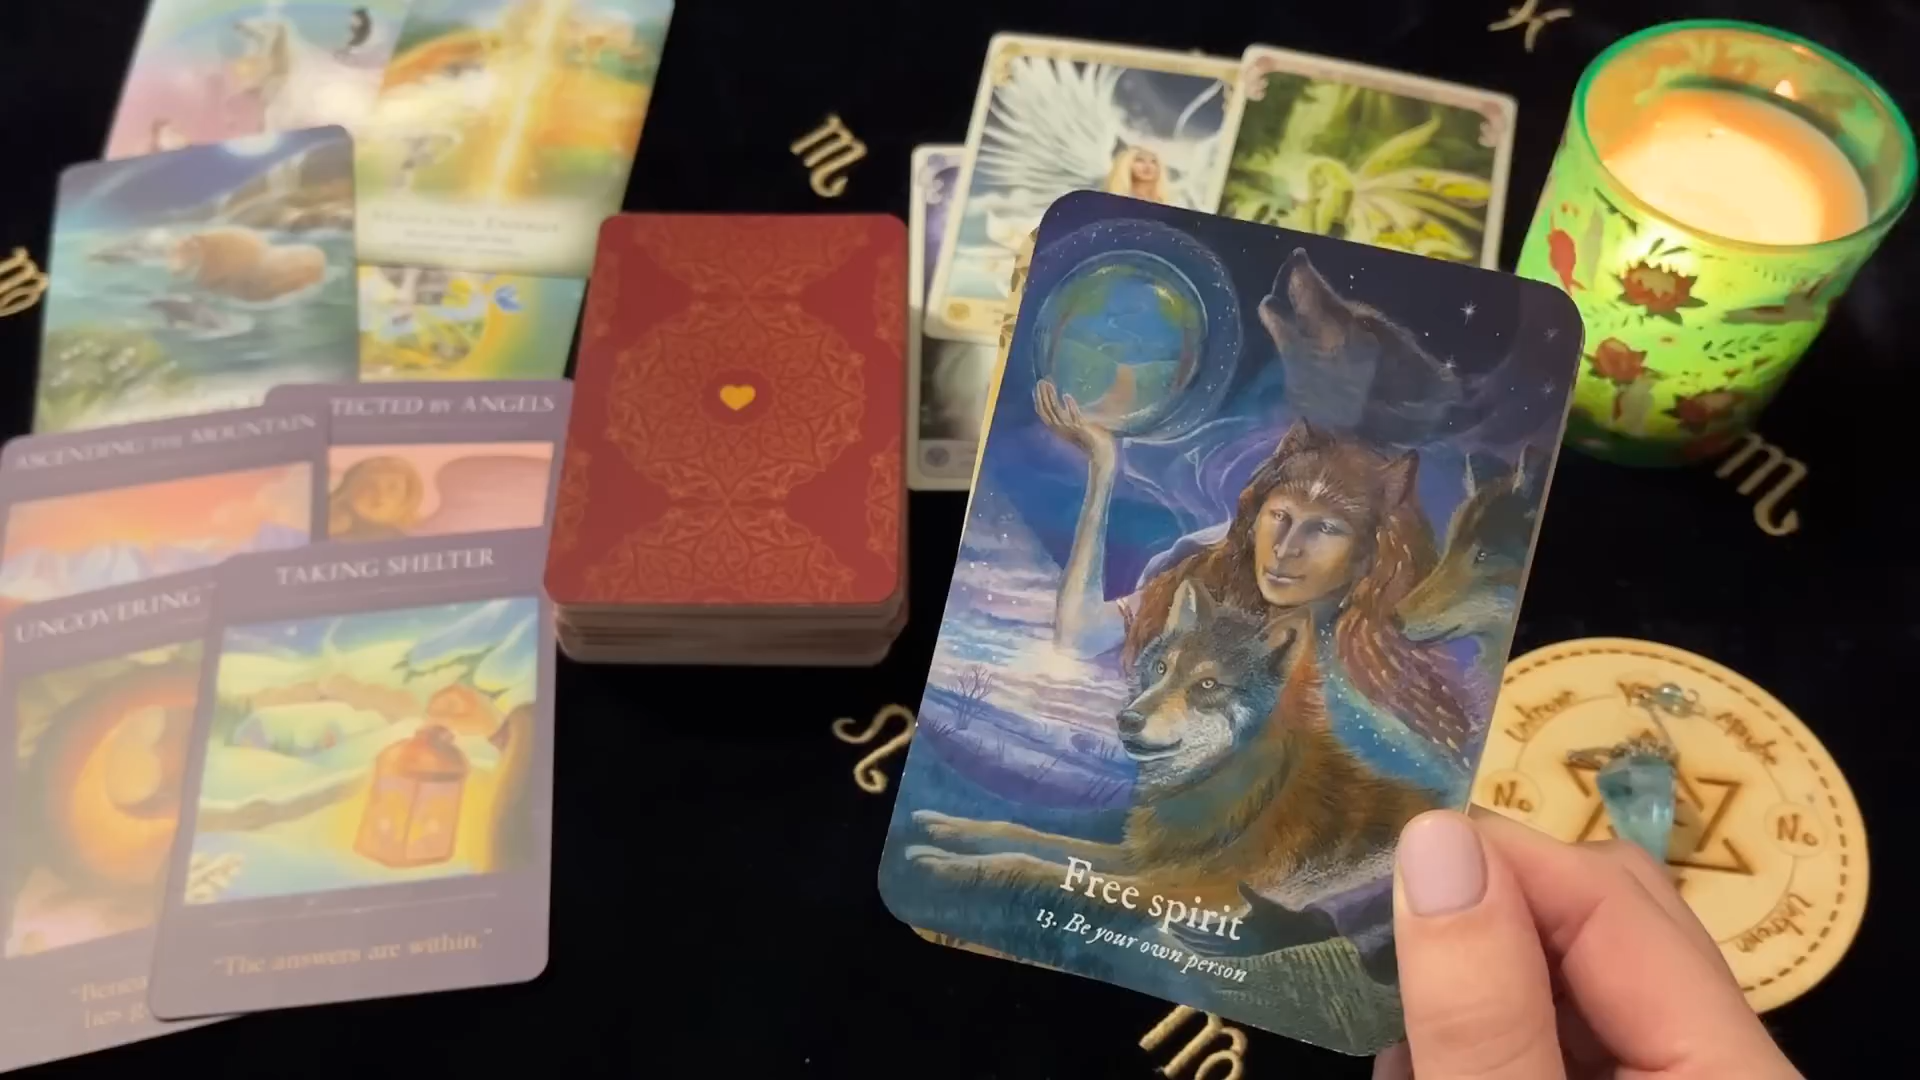 ASCENDING THE MOUNTAIN
TECTED BY ANGELS
UNCOVERING
TAKING SHELTER
"The answers are within."
Free spirit
13. Be your own person
Maybe
No
No
Unknown